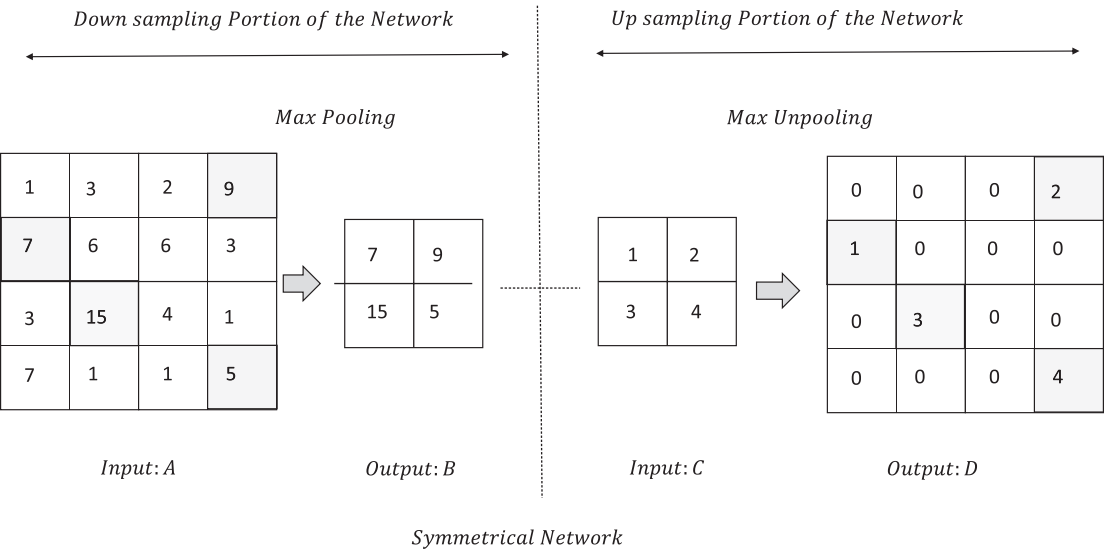 Down sampling Portion of the Network
Up sampling Portion of the Network
Max Pooling
Max Unpooling
1 3 2 9
7 6 6 3
3 15 4 1
7 1 1 5
7 9
15 5
1 2
3 4
0 0 0 2
1 0 0 0
0 3 0 0
0 0 0 4
Input: A
Output: B
Input: C
Output: D
Symmetrical Network